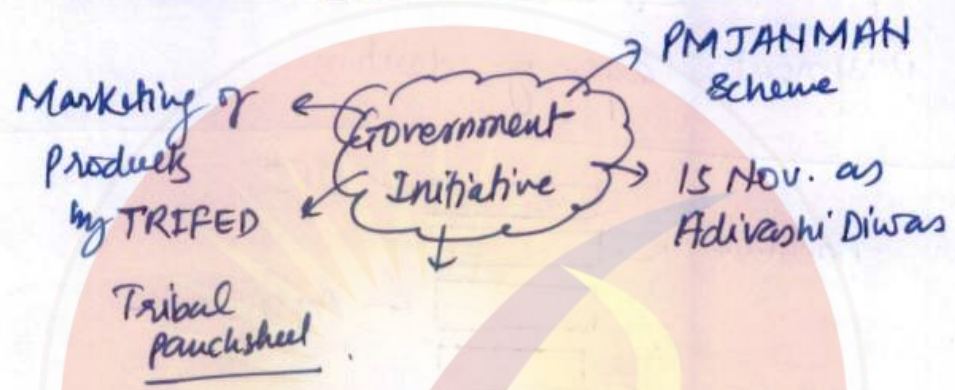 Government
Initiative
PMJANMAN
Scheme
15 Nov. as
Adivashi Diwas
Marketing of
Products
by TRIFED
Tribal
Panchsheel